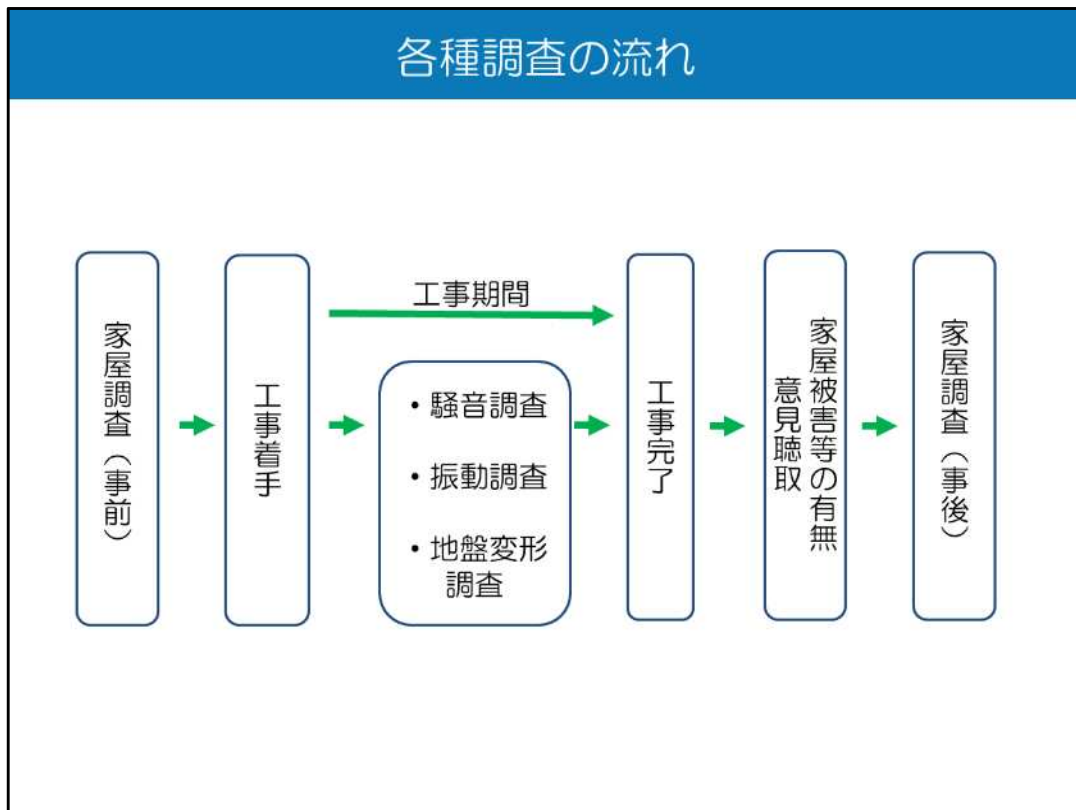 各種調査の流れ
家屋調査（事前）
工事着手
工事期間
・騒音調査
・振動調査
・地盤変形
調査
工事完了
家屋被害等の有無
意見聴取
家屋調査（事後）